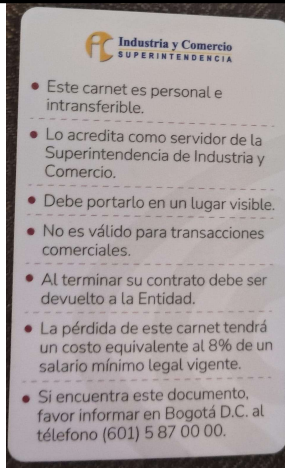 Industria y Comercio
SUPERINTENDENCIA
• Este carnet es personal e
intransferible.
• Lo acredita como servidor de la
Superintendencia de Industria y
Comercio.
• Debe portarlo en un lugar visible.
• No es válido para transacciones
comerciales.
• Al terminar su contrato debe ser
devuelto a la Entidad.
• La pérdida de este carnet tendrá
un costo equivalente al 8% de un
salario mínimo legal vigente.
• Si encuentra este documento,
favor informar en Bogotá D.C. al
télefono (601) 5 87 00 00.